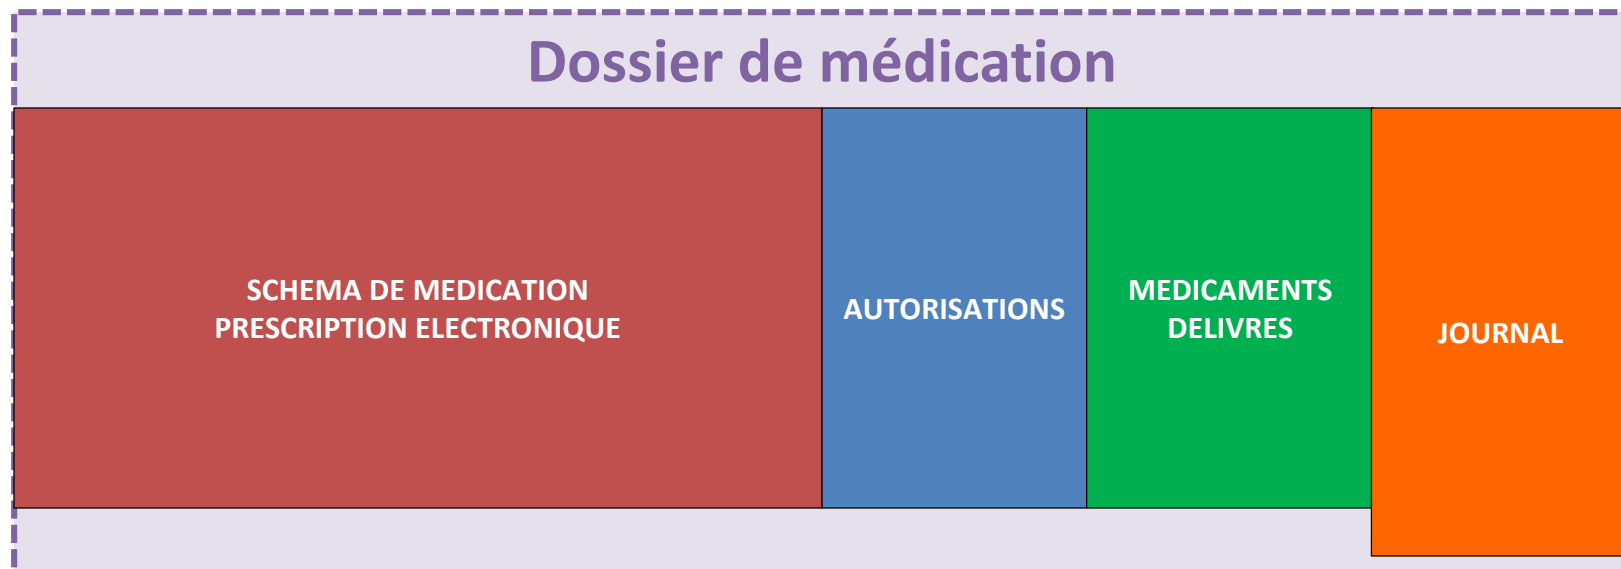 Dossier de médication
SCHEMA DE MEDICATION
PRESCRIPTION ELECTRONIQUE
AUTORISATIONS
MEDICAMENTS
DELIVRES
JOURNAL